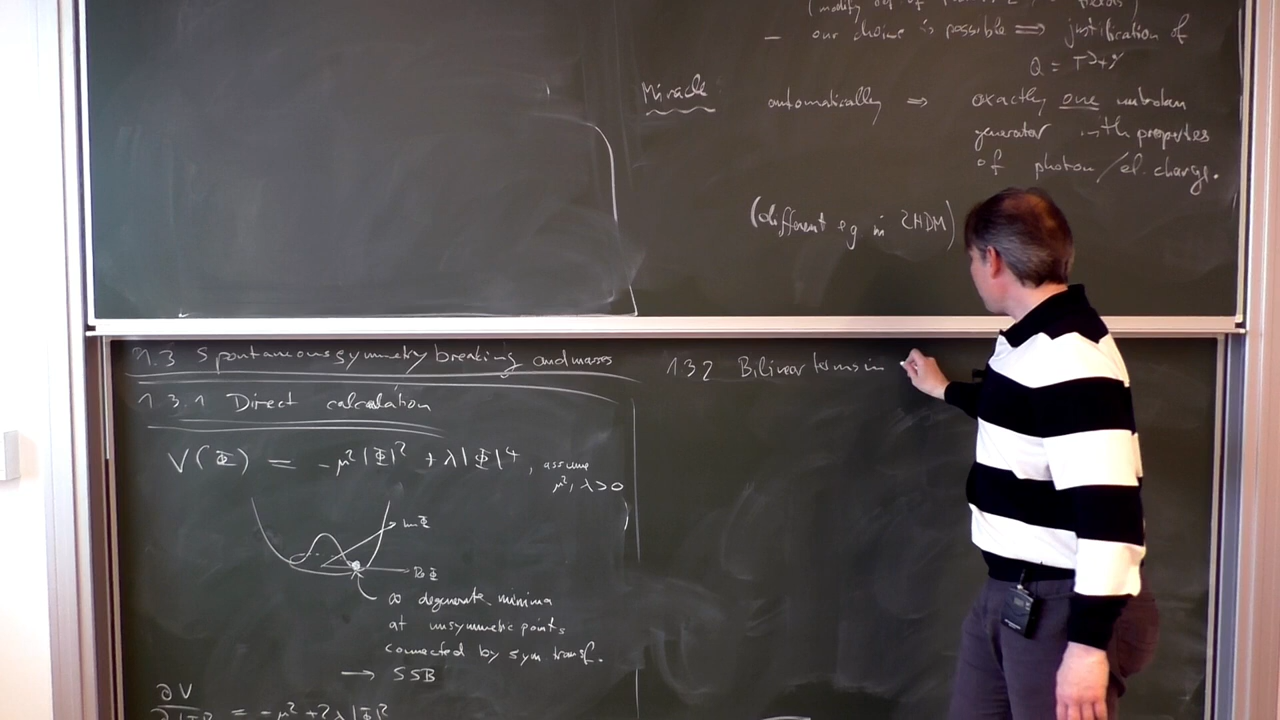 (modify def of
— our choice is possible ⟹ justification of
Q = T³+Y
Miracle automatically ⇒ exactly one unbroken
generator with properties
of photon/el. charge.
(different eg. in 2HDM)
1.3 Spontaneous symmetry breaking and masses
1.3.1 Direct calculation
V(Φ) = -μ²|Φ|² + λ|Φ|⁴, assume
μ², λ>0
Im Φ
Re Φ
∞ degenerate minima
at unsymmetric points
connected by sym transf.
→ SSB
∂V
= -μ² + 2λ|Φ|²
1.3.2 Bilinear terms in